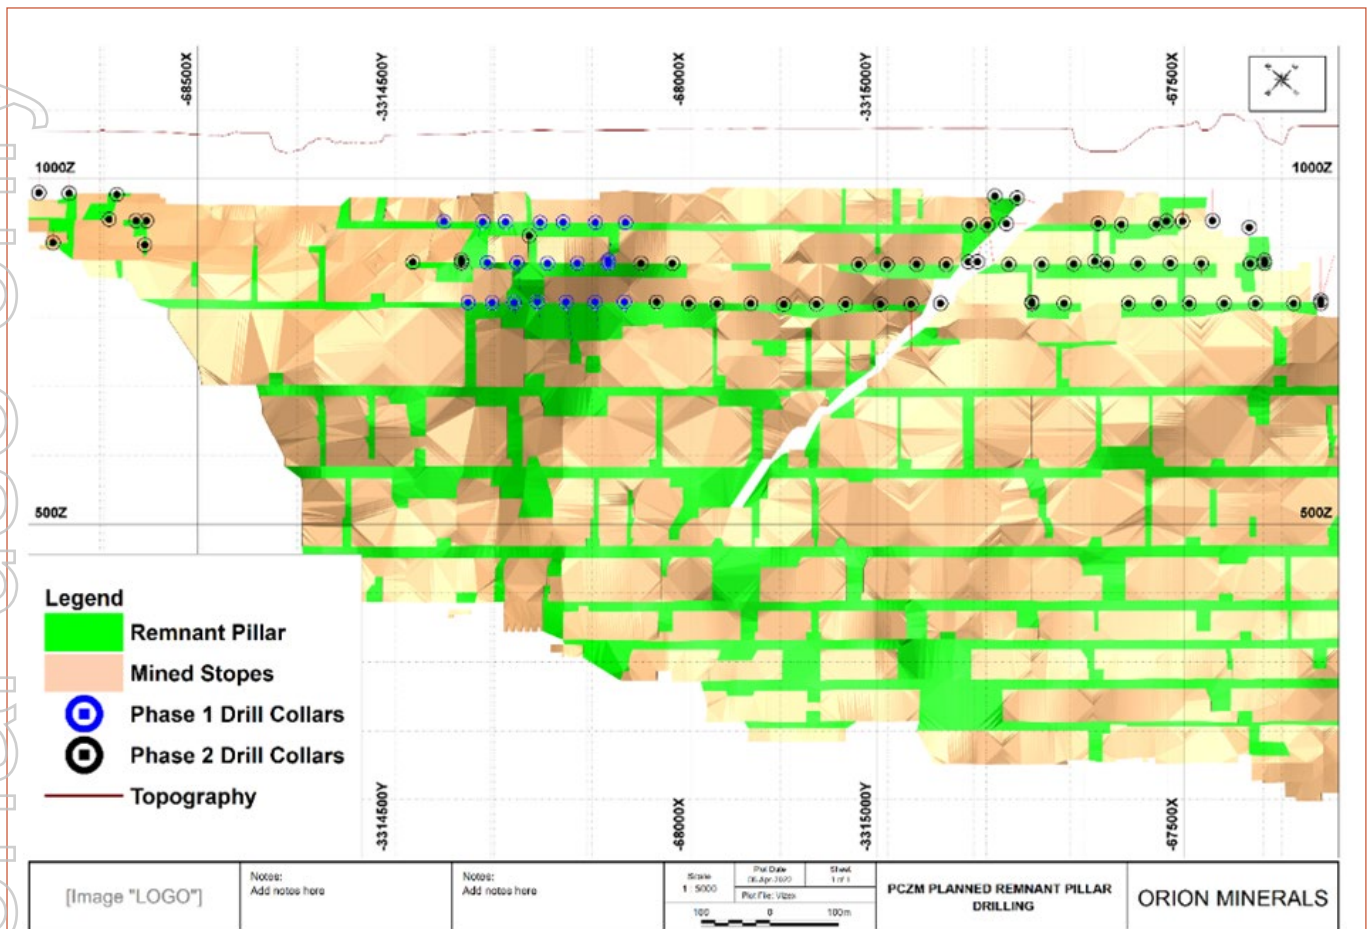 -68500X
-3314500Y
-68000X
-3315000Y
-67500X
1000Z
1000Z
500Z
500Z
Legend
Remnant Pillar
Mined Stopes
Phase 1 Drill Collars
Phase 2 Drill Collars
Topography
-3314500Y
-68000X
-3315000Y
-67500X
[Image "LOGO"]
Notes:
Add notes here
Notes:
Add notes here
Scale
1 : 5000
Plot Date
06-Apr-2022
Sheet
1 of 1
Plot File: Vizex
100 0 100m
PCZM PLANNED REMNANT PILLAR
DRILLING
ORION MINERALS